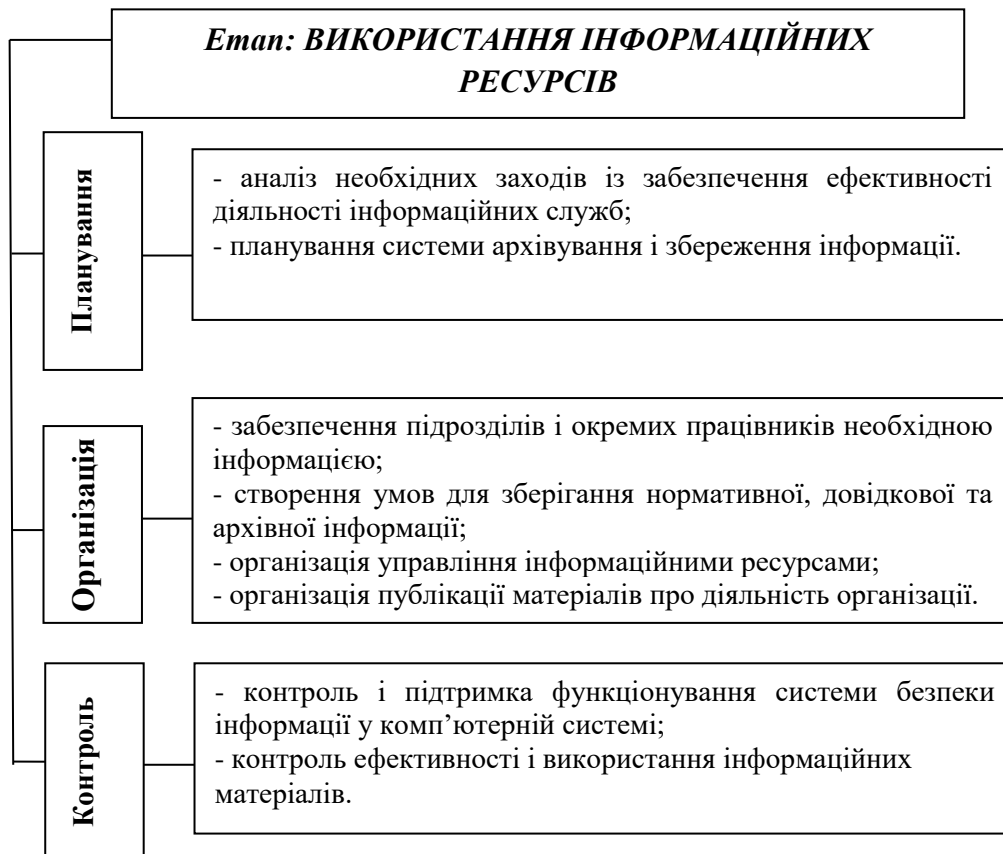 Етап: ВИКОРИСТАННЯ ІНФОРМАЦІЙНИХ
РЕСУРСІВ
Планування
- аналіз необхідних заходів із забезпечення ефективності
діяльності інформаційних служб;
- планування системи архівування і збереження інформації.
Організація
- забезпечення підрозділів і окремих працівників необхідною
інформацією;
- створення умов для зберігання нормативної, довідкової та
архівної інформації;
- організація управління інформаційними ресурсами;
- організація публікації матеріалів про діяльність організації.
Контроль
- контроль і підтримка функціонування системи безпеки
інформації у комп’ютерній системі;
- контроль ефективності і використання інформаційних
матеріалів.